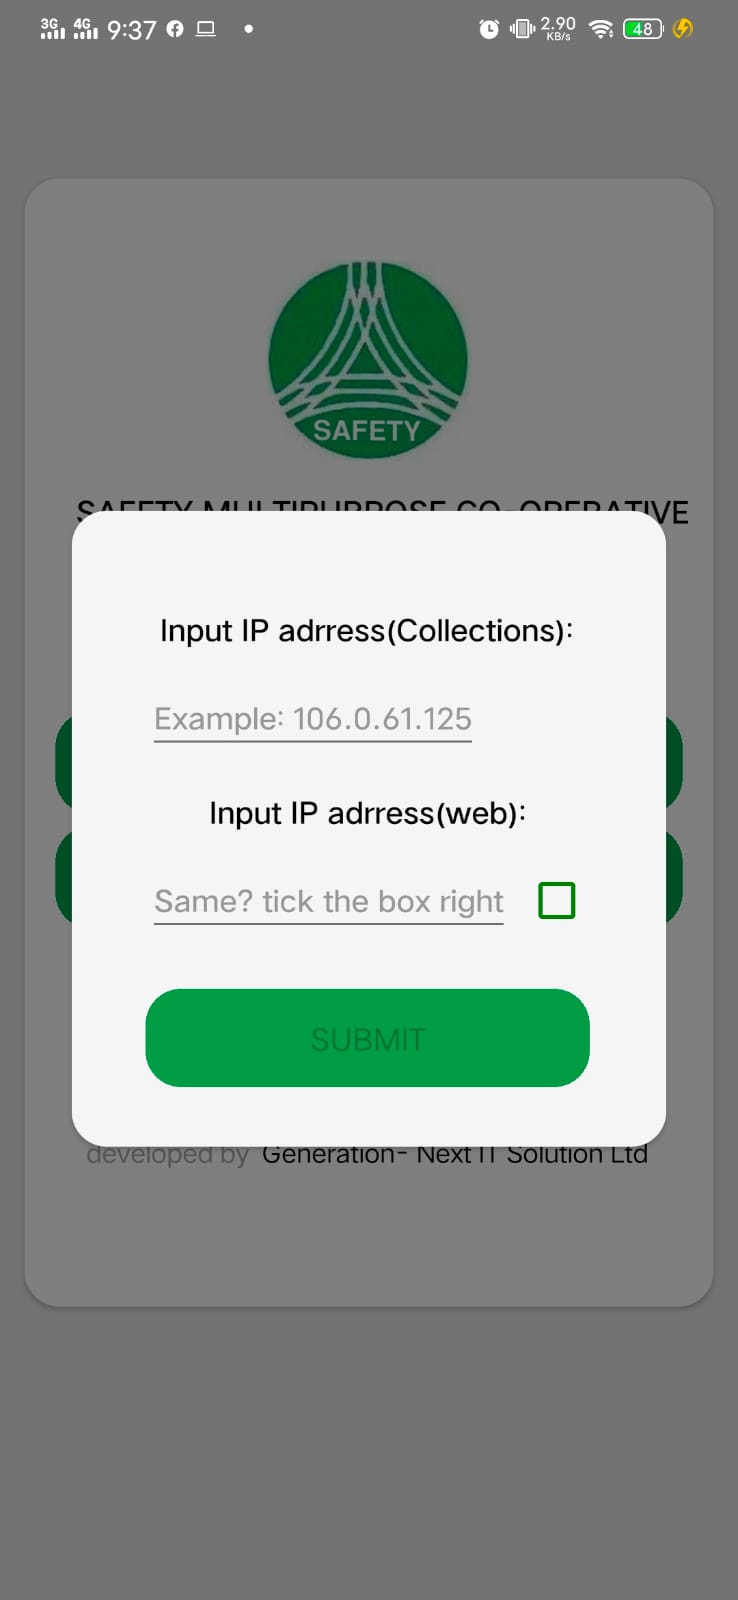 3G 4G 9:37 2.90 KB/s 48
SAFETY
SAFETY MULTIPURPOSE CO-OPERATIVE
Input IP adrress(Collections):
Example: 106.0.61.125
Input IP adrress(web):
Same? tick the box right
SUBMIT
developed by Generation- Next IT Solution Ltd